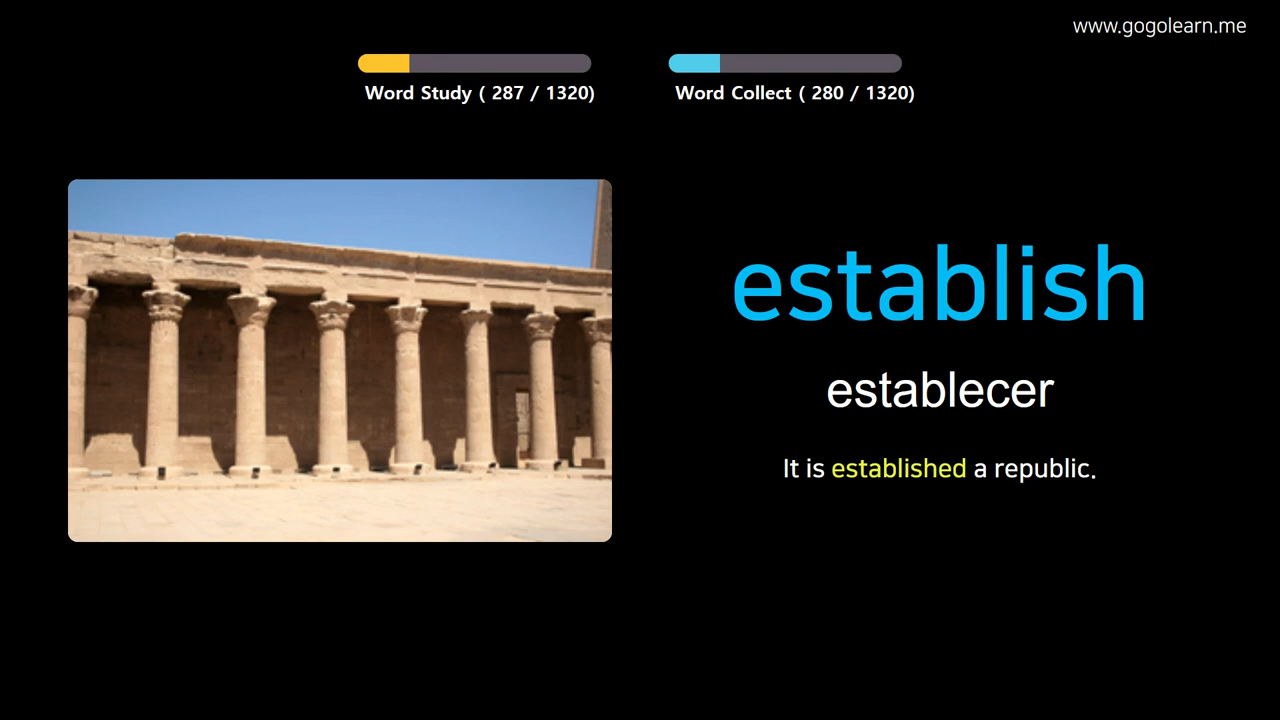 www.gogolearn.me
Word Study ( 287 / 1320)
Word Collect ( 280 / 1320)
establish
establecer
It is established a republic.